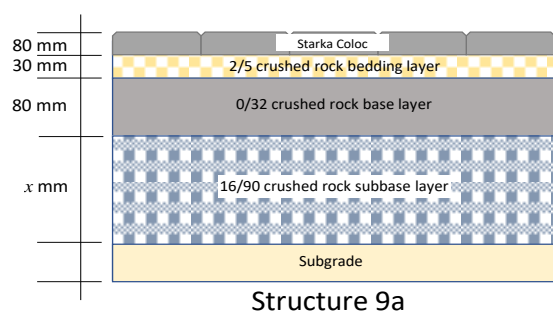 80 mm
Starka Coloc
30 mm
2/5 crushed rock bedding layer
80 mm
0/32 crushed rock base layer
x mm
16/90 crushed rock subbase layer
Subgrade
Structure 9a